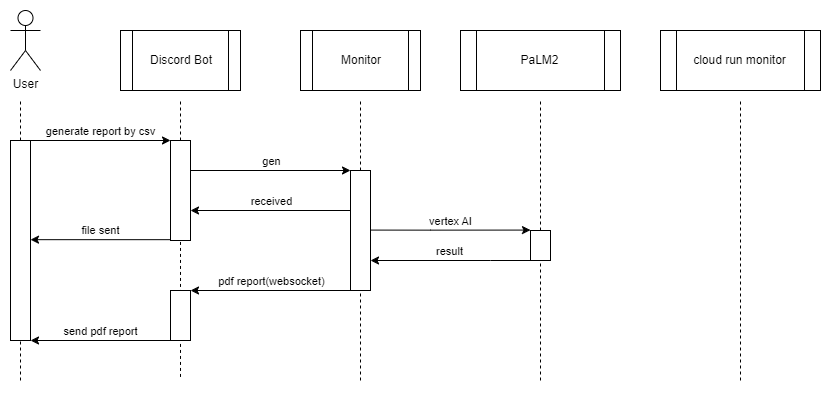 User
Discord Bot
Monitor
PaLM2
cloud run monitor
generate report by csv
gen
received
vertex AI
file sent
result
pdf report(websocket)
send pdf report